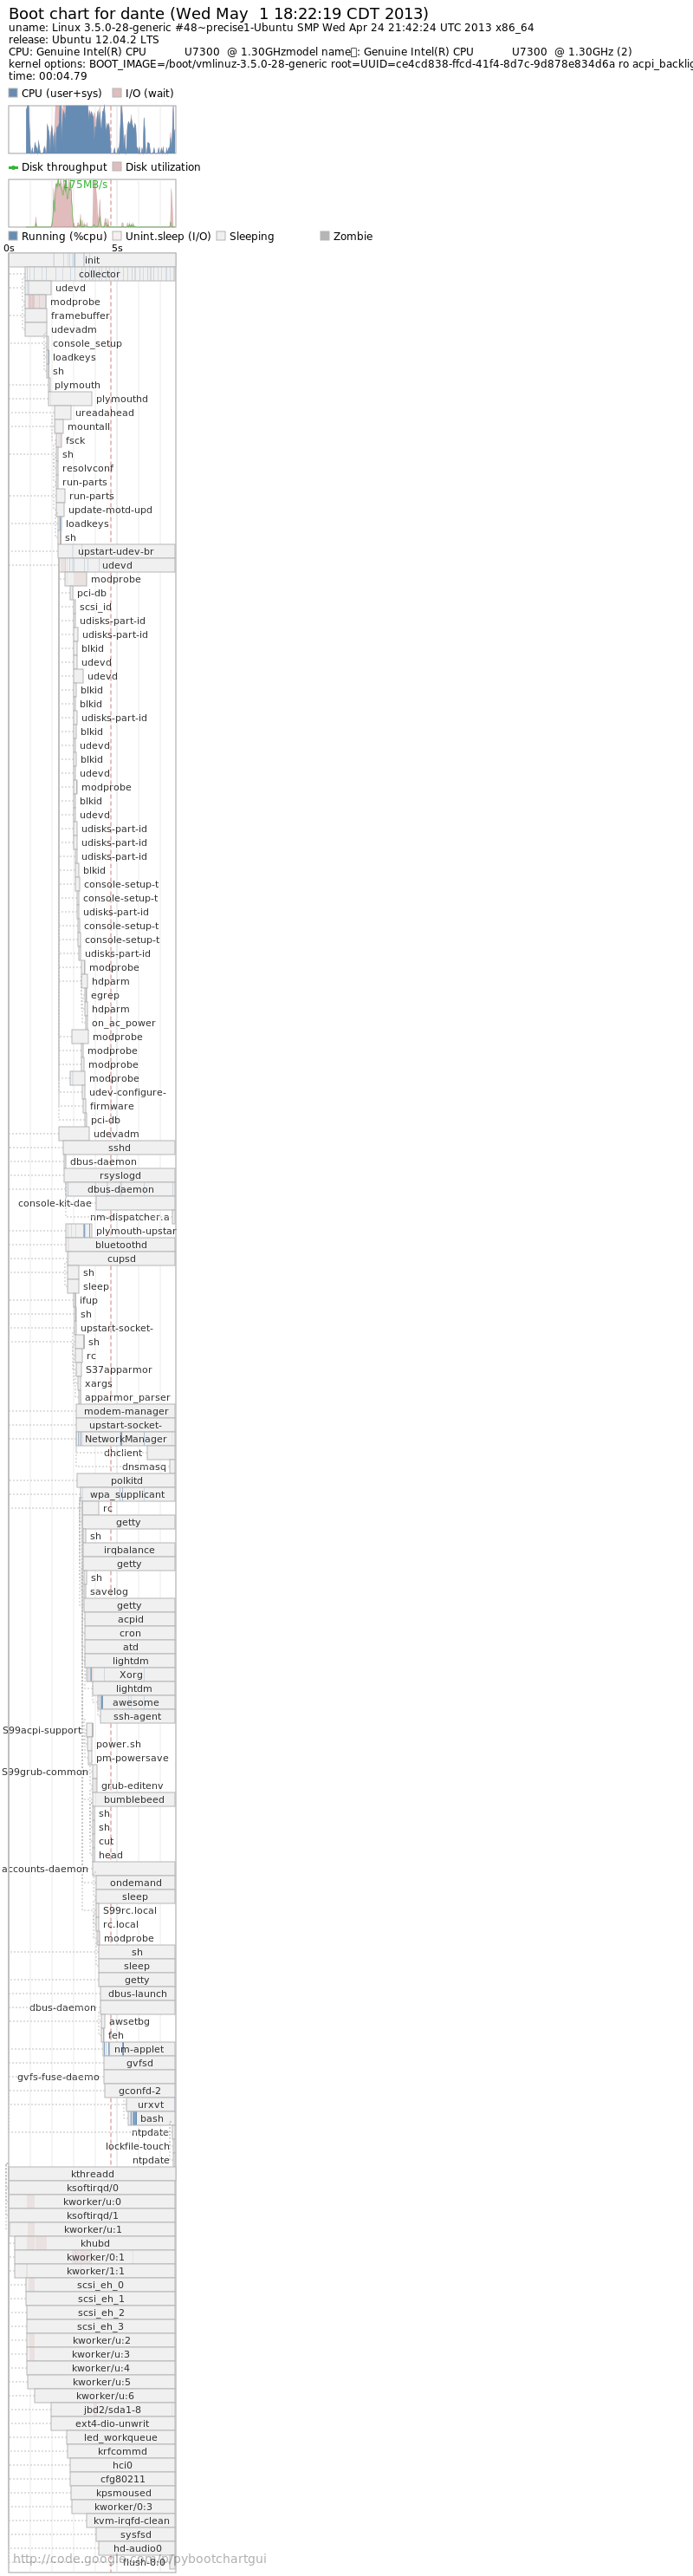 Boot chart for dante (Wed May  1 18:22:19 CDT 2013)
uname: Linux 3.5.0-28-generic #48~precise1-Ubuntu SMP Wed Apr 24 21:42:24 UTC 2013 x86_64
release: Ubuntu 12.04.2 LTS
CPU: Genuine Intel(R) CPU           U7300  @ 1.30GHzmodel name: Genuine Intel(R) CPU           U7300  @ 1.30GHz (2)
kernel options: BOOT_IMAGE=/boot/vmlinuz-3.5.0-28-generic root=UUID=ce4cd838-ffcd-41f4-8d7c-9d878e834d6a ro acpi_backlig
time: 00:04.79
CPU (user+sys) I/O (wait)
Disk throughput Disk utilization
175MB/s
Running (%cpu) Unint.sleep (I/O) Sleeping Zombie
0s 5s
init
collector
udevd
modprobe
framebuffer
udevadm
console_setup
loadkeys
sh
plymouth
plymouthd
ureadahead
mountall
fsck
sh
resolvconf
run-parts
run-parts
update-motd-upd
loadkeys
sh
upstart-udev-br
udevd
modprobe
pci-db
scsi_id
udisks-part-id
udisks-part-id
blkid
udevd
udevd
blkid
blkid
udisks-part-id
blkid
udevd
blkid
udevd
modprobe
blkid
udevd
udisks-part-id
udisks-part-id
udisks-part-id
blkid
console-setup-t
console-setup-t
udisks-part-id
console-setup-t
console-setup-t
udisks-part-id
modprobe
hdparm
egrep
hdparm
on_ac_power
modprobe
modprobe
modprobe
modprobe
udev-configure-
firmware
pci-db
udevadm
sshd
dbus-daemon
rsyslogd
dbus-daemon
console-kit-dae
nm-dispatcher.a
plymouth-upstar
bluetoothd
cupsd
sh
sleep
ifup
sh
upstart-socket-
sh
rc
S37apparmor
xargs
apparmor_parser
modem-manager
upstart-socket-
NetworkManager
dhclient
dnsmasq
polkitd
wpa_supplicant
rc
getty
sh
irqbalance
getty
sh
savelog
getty
acpid
cron
atd
lightdm
Xorg
lightdm
awesome
ssh-agent
S99acpi-support
power.sh
pm-powersave
S99grub-common
grub-editenv
bumblebeed
sh
sh
cut
head
accounts-daemon
ondemand
sleep
S99rc.local
rc.local
modprobe
sh
sleep
getty
dbus-launch
dbus-daemon
awsetbg
feh
nm-applet
gvfsd
gvfs-fuse-daemo
gconfd-2
urxvt
bash
ntpdate
lockfile-touch
ntpdate
kthreadd
ksoftirqd/0
kworker/u:0
ksoftirqd/1
kworker/u:1
khubd
kworker/0:1
kworker/1:1
scsi_eh_0
scsi_eh_1
scsi_eh_2
scsi_eh_3
kworker/u:2
kworker/u:3
kworker/u:4
kworker/u:5
kworker/u:6
jbd2/sda1-8
ext4-dio-unwrit
led_workqueue
krfcommd
hci0
cfg80211
kpsmoused
kworker/0:3
kvm-irqfd-clean
sysfsd
hd-audio0
flush-8:0
http://code.google.com/p/pybootchartgui